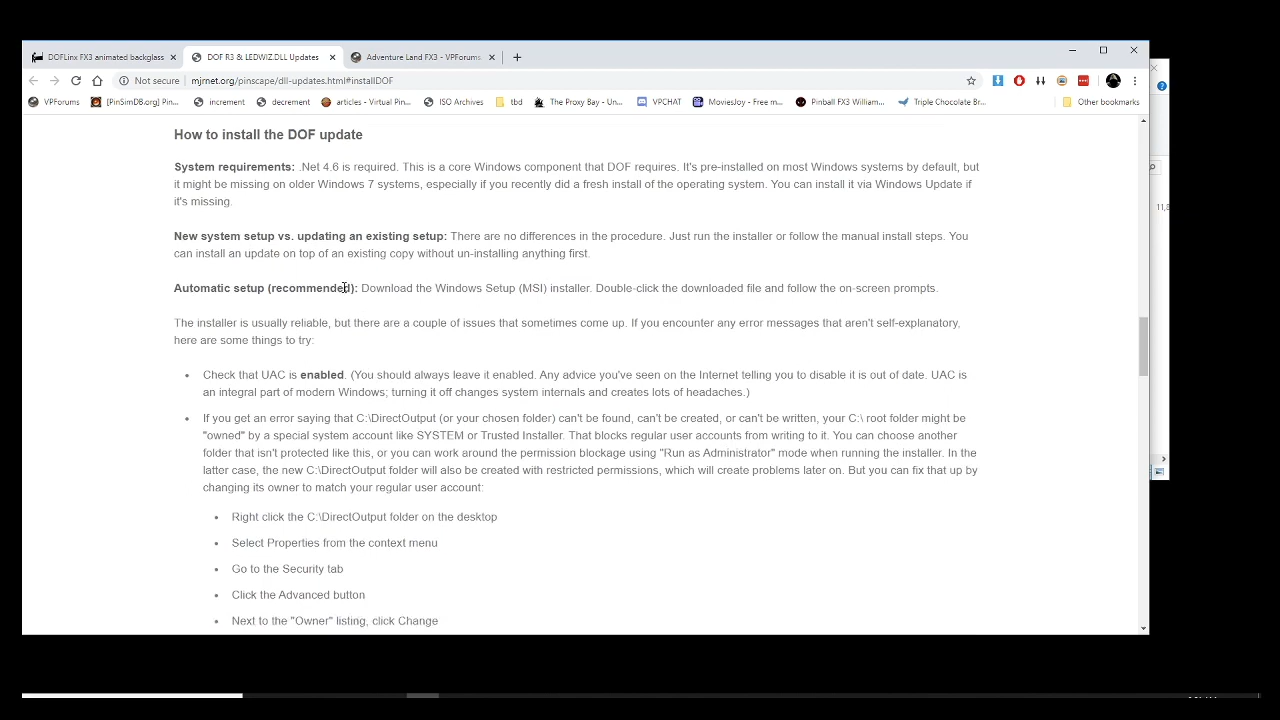 DOFLinx FX3 animated backglass
DOF R3 & LEDWIZ.DLL Updates
Adventure Land FX3 - VPForums
Not secure
mjrnet.org/pinscape/dll-updates.html#installDOF
VPForums
[PinSimDB.org] Pin...
increment
decrement
articles - Virtual Pin...
ISO Archives
tbd
The Proxy Bay - Un...
VPCHAT
MoviesJoy - Free m...
Pinball FX3 William...
Triple Chocolate Br...
Other bookmarks
How to install the DOF update
System requirements: .Net 4.6 is required. This is a core Windows component that DOF requires. It's pre-installed on most Windows systems by default, but
it might be missing on older Windows 7 systems, especially if you recently did a fresh install of the operating system. You can install it via Windows Update if
it's missing.
New system setup vs. updating an existing setup: There are no differences in the procedure. Just run the installer or follow the manual install steps. You
can install an update on top of an existing copy without un-installing anything first.
Automatic setup (recommended): Download the Windows Setup (MSI) installer. Double-click the downloaded file and follow the on-screen prompts.
The installer is usually reliable, but there are a couple of issues that sometimes come up. If you encounter any error messages that aren't self-explanatory,
here are some things to try:
• Check that UAC is enabled. (You should always leave it enabled. Any advice you've seen on the Internet telling you to disable it is out of date. UAC is
an integral part of modern Windows; turning it off changes system internals and creates lots of headaches.)
• If you get an error saying that C:\DirectOutput (or your chosen folder) can't be found, can't be created, or can't be written, your C:\ root folder might be
"owned" by a special system account like SYSTEM or Trusted Installer. That blocks regular user accounts from writing to it. You can choose another
folder that isn't protected like this, or you can work around the permission blockage using "Run as Administrator" mode when running the installer. In the
latter case, the new C:\DirectOutput folder will also be created with restricted permissions, which will create problems later on. But you can fix that up by
changing its owner to match your regular user account:
• Right click the C:\DirectOutput folder on the desktop
• Select Properties from the context menu
• Go to the Security tab
• Click the Advanced button
• Next to the "Owner" listing, click Change